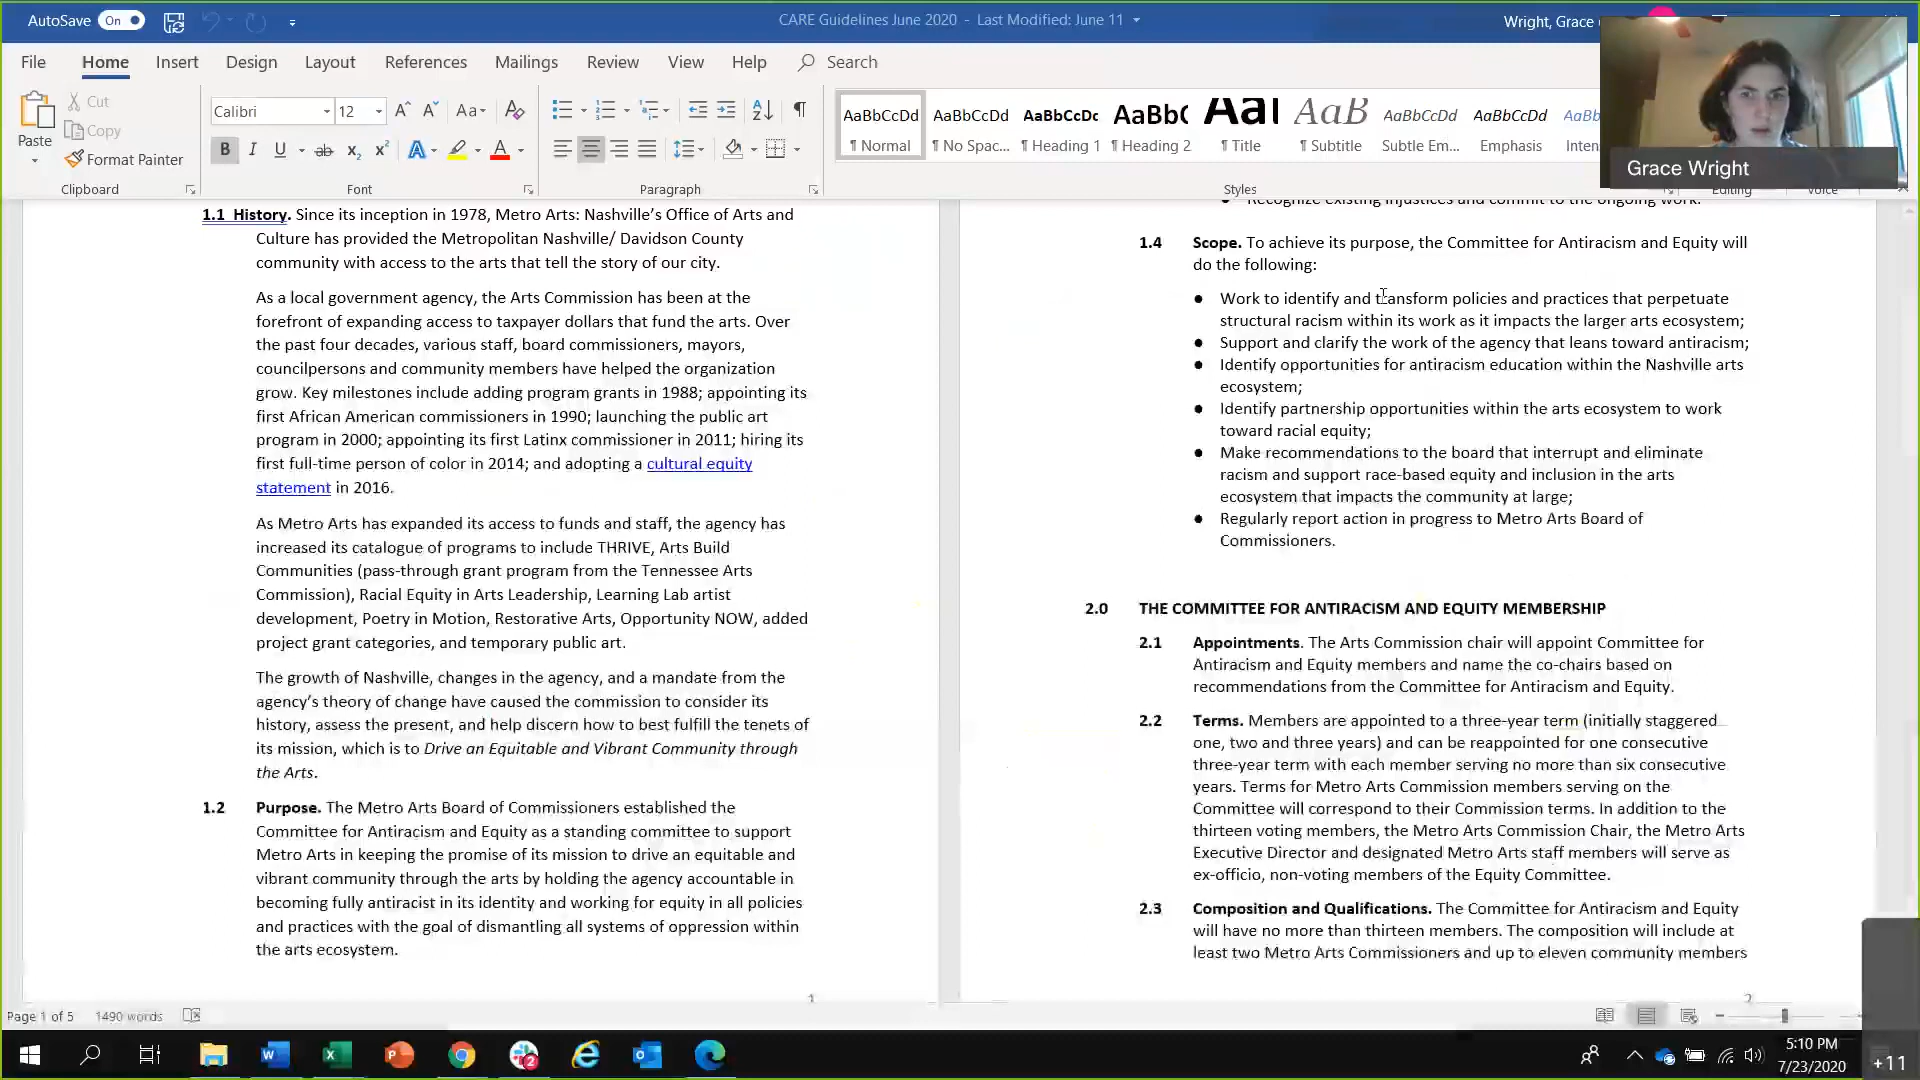 AutoSave On
CARE Guidelines June 2020 - Last Modified: June 11
Wright, Grace
File Home Insert Design Layout References Mailings Review View Help Search
Paste
Cut
Copy
Format Painter
Clipboard
Calibri 12
Font
Paragraph
AaBbCcDd AaBbCcDd AaBbCcDc AaBbC AaI AaB AaBbCcDd AaBbCcDd AaBb
¶ Normal ¶ No Spac... ¶ Heading 1 ¶ Heading 2 ¶ Title ¶ Subtitle Subtle Em... Emphasis Inten
Styles
Editing
Voice
Grace Wright
1.1 History. Since its inception in 1978, Metro Arts: Nashville's Office of Arts and
Culture has provided the Metropolitan Nashville/ Davidson County
community with access to the arts that tell the story of our city.
As a local government agency, the Arts Commission has been at the
forefront of expanding access to taxpayer dollars that fund the arts. Over
the past four decades, various staff, board commissioners, mayors,
councilpersons and community members have helped the organization
grow. Key milestones include adding program grants in 1988; appointing its
first African American commissioners in 1990; launching the public art
program in 2000; appointing its first Latinx commissioner in 2011; hiring its
first full-time person of color in 2014; and adopting a cultural equity
statement in 2016.
As Metro Arts has expanded its access to funds and staff, the agency has
increased its catalogue of programs to include THRIVE, Arts Build
Communities (pass-through grant program from the Tennessee Arts
Commission), Racial Equity in Arts Leadership, Learning Lab artist
development, Poetry in Motion, Restorative Arts, Opportunity NOW, added
project grant categories, and temporary public art.
The growth of Nashville, changes in the agency, and a mandate from the
agency's theory of change have caused the commission to consider its
history, assess the present, and help discern how to best fulfill the tenets of
its mission, which is to Drive an Equitable and Vibrant Community through
the Arts.
1.2 Purpose. The Metro Arts Board of Commissioners established the
Committee for Antiracism and Equity as a standing committee to support
Metro Arts in keeping the promise of its mission to drive an equitable and
vibrant community through the arts by holding the agency accountable in
becoming fully antiracist in its identity and working for equity in all policies
and practices with the goal of dismantling all systems of oppression within
the arts ecosystem.
1
● Recognize existing injustices and commit to the ongoing work.
1.4 Scope. To achieve its purpose, the Committee for Antiracism and Equity will
do the following:
● Work to identify and transform policies and practices that perpetuate
structural racism within its work as it impacts the larger arts ecosystem;
● Support and clarify the work of the agency that leans toward antiracism;
● Identify opportunities for antiracism education within the Nashville arts
ecosystem;
● Identify partnership opportunities within the arts ecosystem to work
toward racial equity;
● Make recommendations to the board that interrupt and eliminate
racism and support race-based equity and inclusion in the arts
ecosystem that impacts the community at large;
● Regularly report action in progress to Metro Arts Board of
Commissioners.
2.0 THE COMMITTEE FOR ANTIRACISM AND EQUITY MEMBERSHIP
2.1 Appointments. The Arts Commission chair will appoint Committee for
Antiracism and Equity members and name the co-chairs based on
recommendations from the Committee for Antiracism and Equity.
2.2 Terms. Members are appointed to a three-year term (initially staggered
one, two and three years) and can be reappointed for one consecutive
three-year term with each member serving no more than six consecutive
years. Terms for Metro Arts Commission members serving on the
Committee will correspond to their Commission terms. In addition to the
thirteen voting members, the Metro Arts Commission Chair, the Metro Arts
Executive Director and designated Metro Arts staff members will serve as
ex-officio, non-voting members of the Equity Committee.
2.3 Composition and Qualifications. The Committee for Antiracism and Equity
will have no more than thirteen members. The composition will include at
least two Metro Arts Commissioners and up to eleven community members
2
Page 1 of 5 1490 words
5:10 PM
7/23/2020
+11